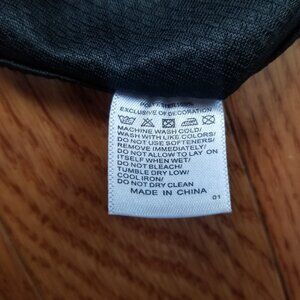 POLYESTER 100%
EXCLUSIVE OF DECORATION
MACHINE WASH COLD/
WASH WITH LIKE COLORS/
DO NOT USE SOFTENERS/
REMOVE IMMEDIATELY/
DO NOT ALLOW TO LAY ON
ITSELF WHEN WET/
DO NOT BLEACH/
TUMBLE DRY LOW/
COOL IRON/
DO NOT DRY CLEAN
MADE IN CHINA
01